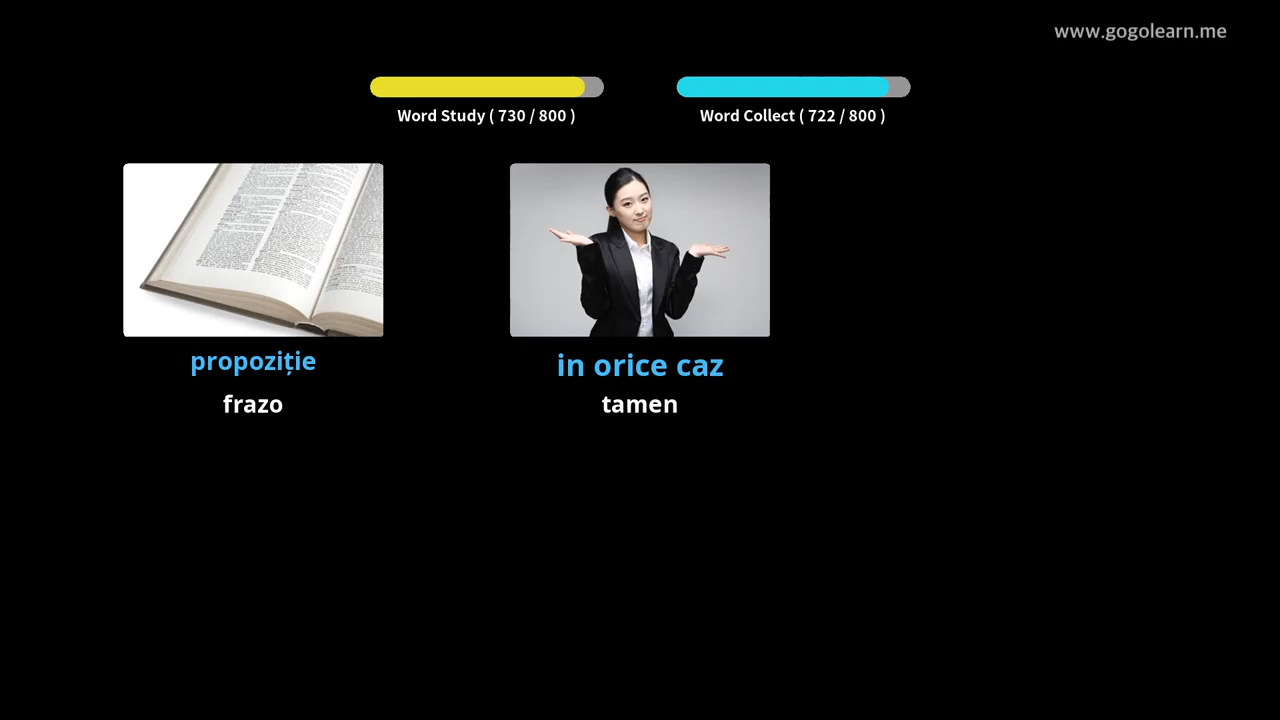 www.gogolearn.me
Word Study ( 730 / 800 )
Word Collect ( 722 / 800 )
propoziție
frazo
in orice caz
tamen